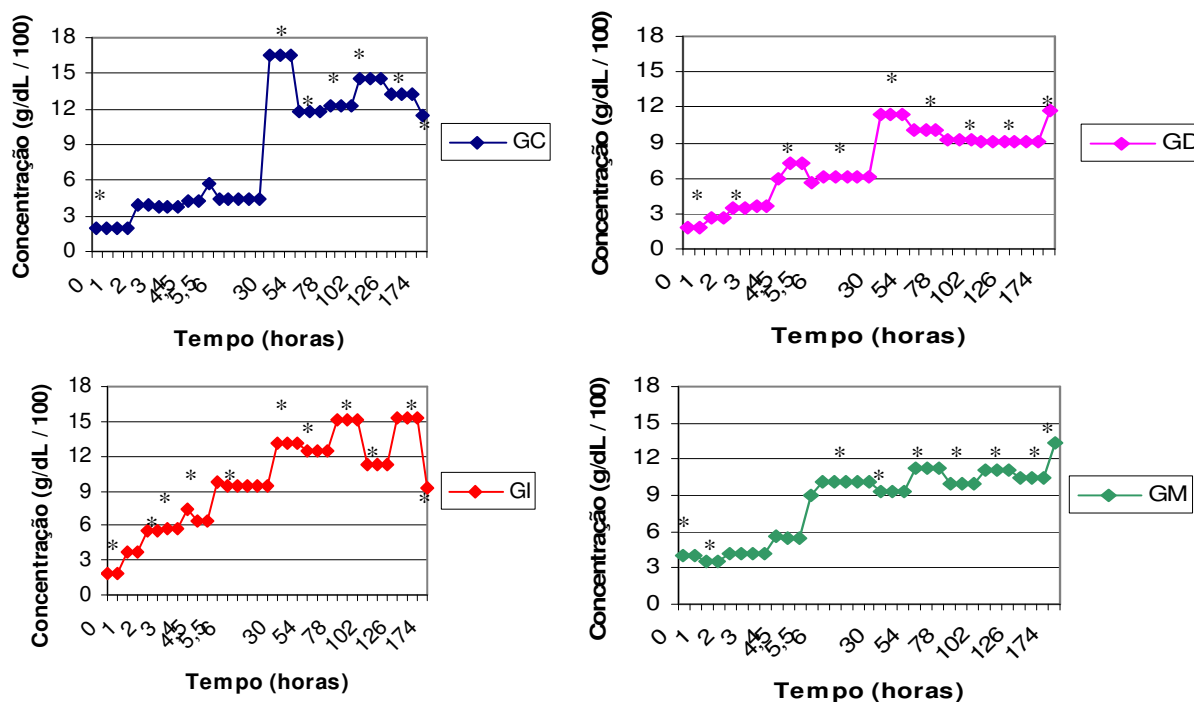 Concentração (g/dL / 100)
18
15
12
9
6
3
0
* * * * * * *
0 1 2 3 4,5 5,5 6 30 54 78 102 126 174
Tempo (horas)
GC
Concentração (g/dL / 100)
18
15
12
9
6
3
0
* * * * * * * * *
0 1 2 3 4,5 5,5 6 30 54 78 102 126 174
Tempo (horas)
GD
Concentração (g/dL / 100)
18
15
12
9
6
3
0
* * * * * * * * * * *
0 1 2 3 4,5 5,5 6 30 54 78 102 126 174
Tempo (horas)
GI
Concentração (g/dL / 100)
18
15
12
9
6
3
0
* * * * * * * * *
0 1 2 3 4,5 5,5 6 30 54 78 102 126 174
Tempo (horas)
GM